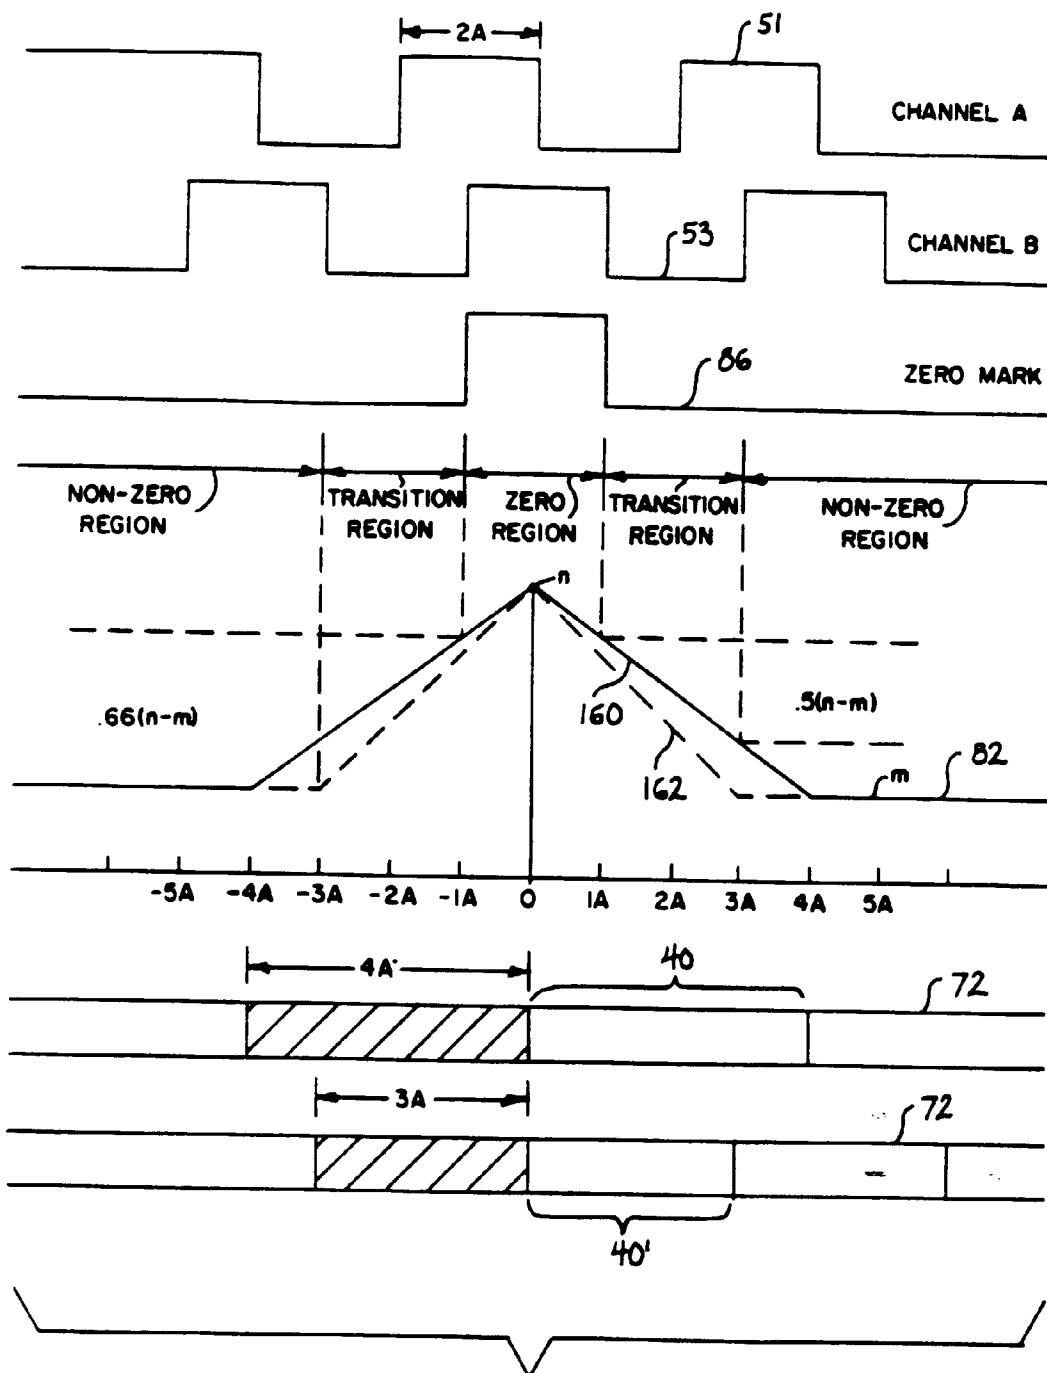 2A
51
CHANNEL A
53
CHANNEL B
86
ZERO MARK
NON-ZERO
REGION
TRANSITION
REGION
ZERO
REGION
TRANSITION
REGION
NON-ZERO
REGION
n
.66(n-m)
160
.5(n-m)
162
m
82
-5A -4A -3A -2A -1A 0 1A 2A 3A 4A 5A
4A
40
72
3A
72
40'